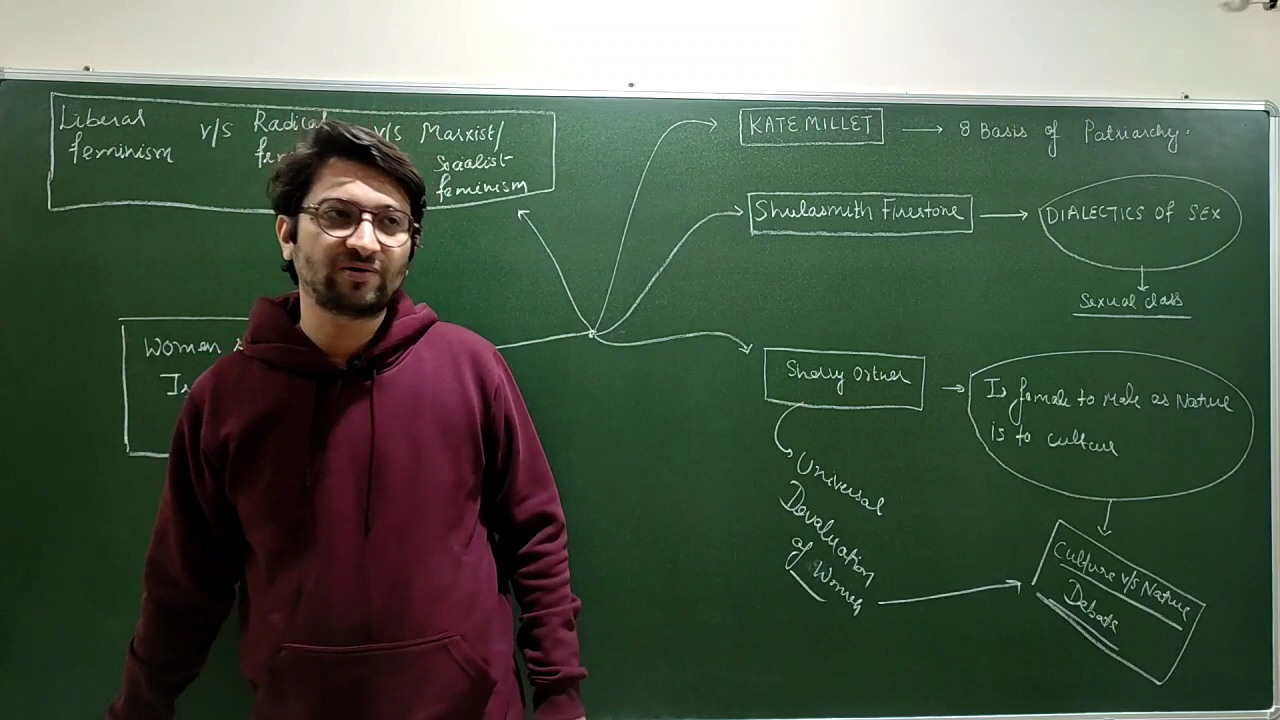 Liberal
feminism
v/s
Radical
v/s
Marxist/
Socialist
feminism
Women
KATE MILLET
8 Basis of Patriarchy.
Shulasmith Firestone
DIALECTICS OF SEX
Sexual class
Sherry Ortner
Is female to Male as Nature
is to culture
Universal
Devaluation
of Women
Culture v/s Nature
Debate